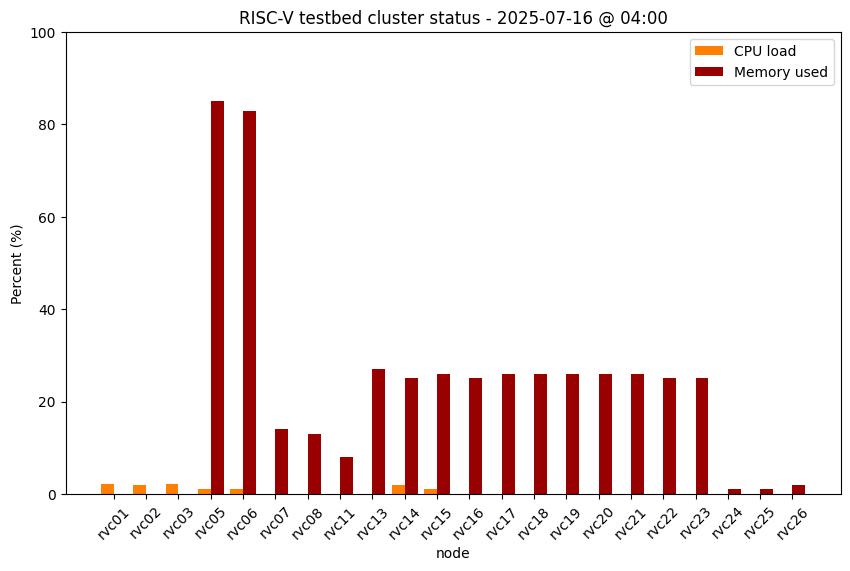 RISC-V testbed cluster status - 2025-07-16 @ 04:00
CPU load
Memory used
Percent (%)
100
80
60
40
20
0
rvc01 rvc02 rvc03 rvc05 rvc06 rvc07 rvc08 rvc11 rvc13 rvc14 rvc15 rvc16 rvc17 rvc18 rvc19 rvc20 rvc21 rvc22 rvc23 rvc24 rvc25 rvc26
node